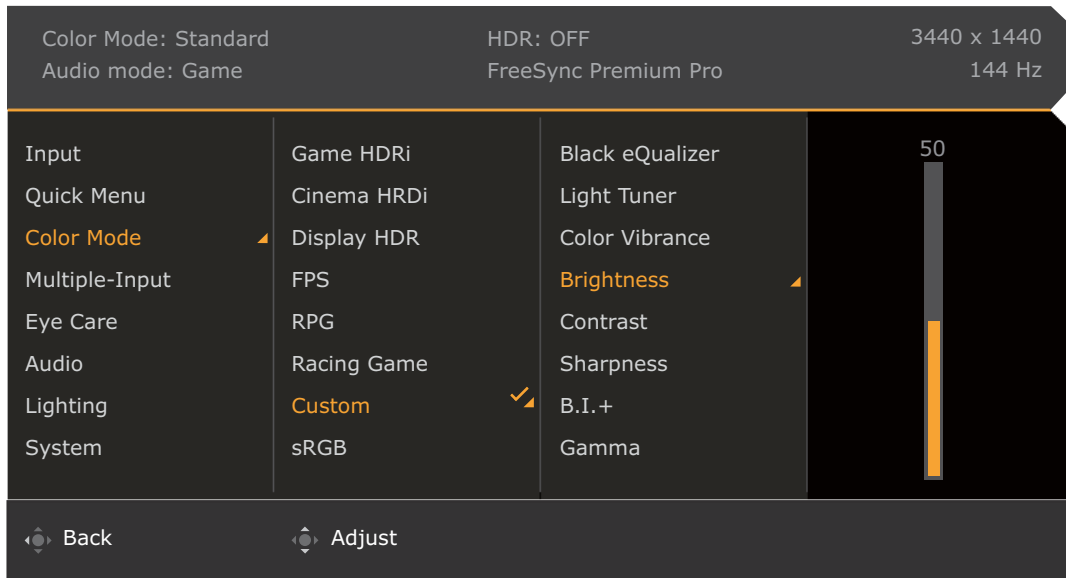 Color Mode: Standard
Audio mode: Game
HDR: OFF
FreeSync Premium Pro
3440 x 1440
144 Hz
Input
Quick Menu
Color Mode
Multiple-Input
Eye Care
Audio
Lighting
System
Game HDRi
Cinema HRDi
Display HDR
FPS
RPG
Racing Game
Custom
sRGB
Black eQualizer
Light Tuner
Color Vibrance
Brightness
Contrast
Sharpness
B.I.+
Gamma
50
Back
Adjust